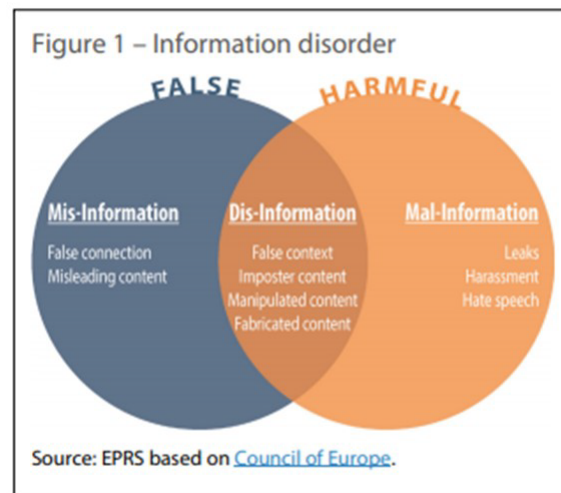 Figure 1 – Information disorder
FALSE
HARMFUL
Mis-Information
False connection
Misleading content
Dis-Information
False context
Imposter content
Manipulated content
Fabricated content
Mal-Information
Leaks
Harassment
Hate speech
Source: EPRS based on Council of Europe.